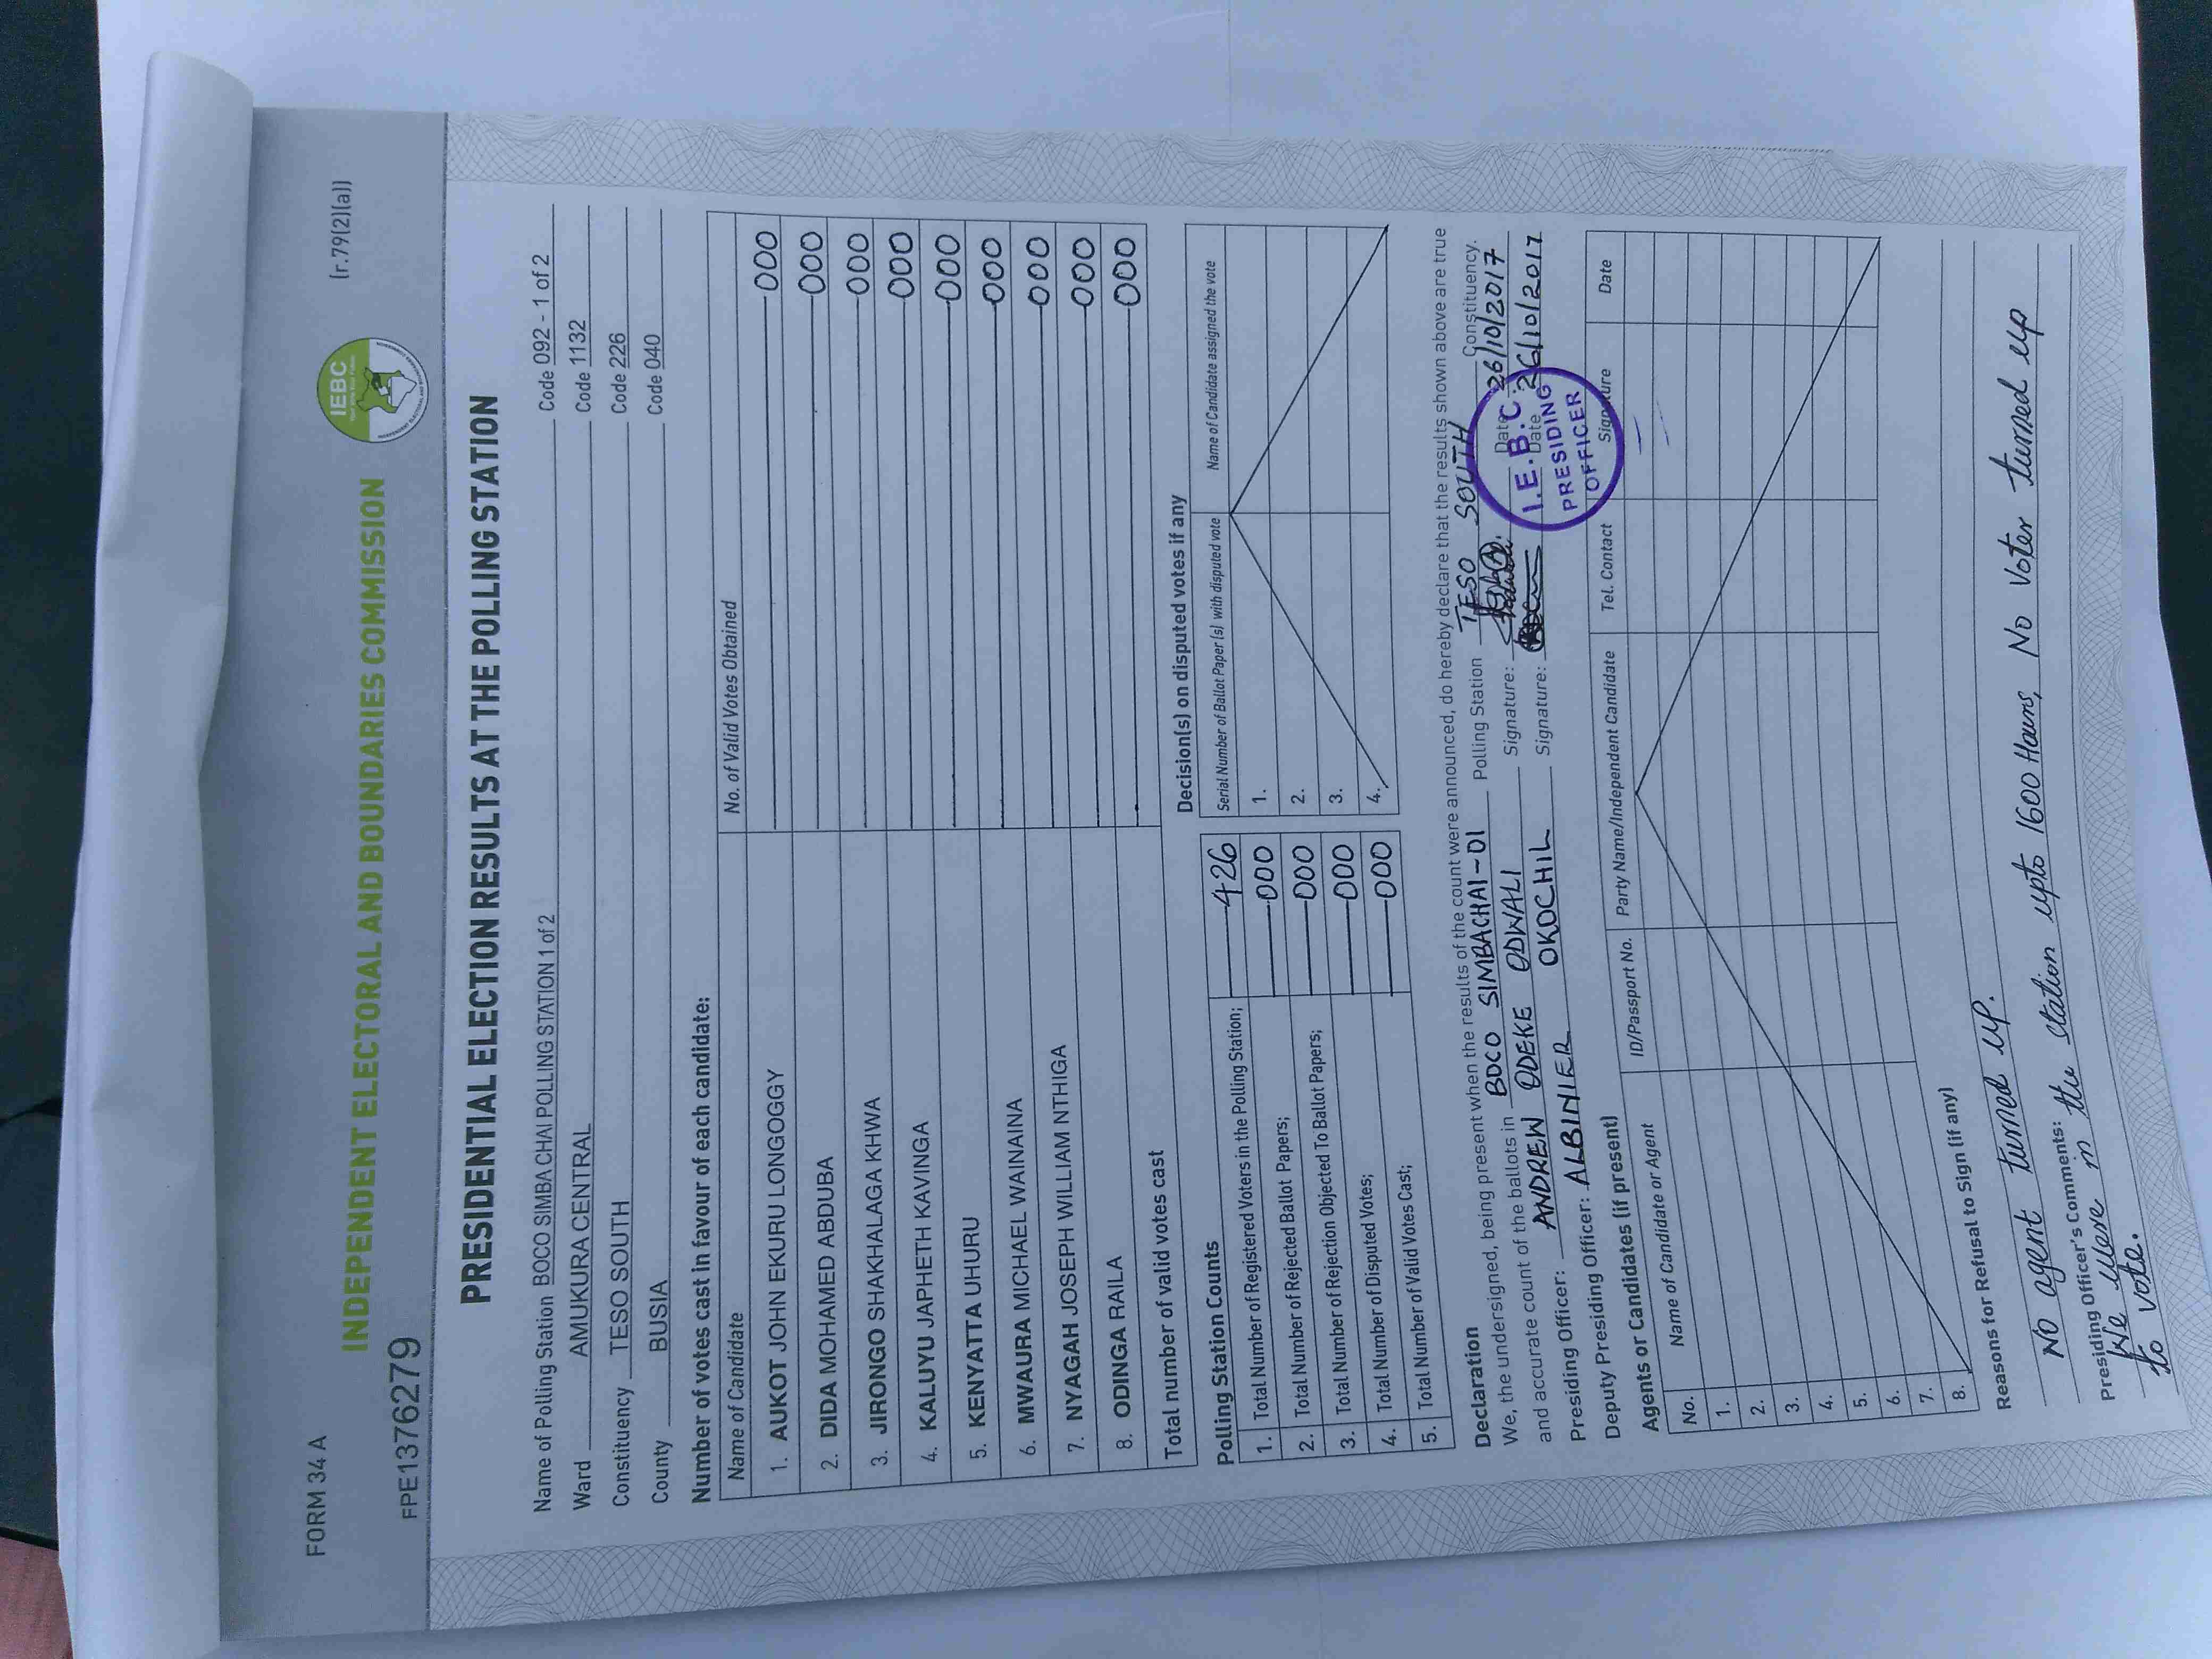 FORM 34 A
(r.79(2)(a))
IEBC
INDEPENDENT ELECTORAL AND BOUNDARIES COMMISSION
FPE1376279
PRESIDENTIAL ELECTION RESULTS AT THE POLLING STATION
Name of Polling Station BOCO SIMBA CHAI POLLING STATION 1 of 2 Code 092 - 1 of 2
Ward AMUKURA CENTRAL Code 1132
Constituency TESO SOUTH Code 226
County BUSIA Code 040
Number of votes cast in favour of each candidate:
Name of Candidate No. of Valid Votes Obtained
1. AUKOT JOHN EKURU LONGOGGY 000
2. DIDA MOHAMED ABDUBA 000
3. JIRONGO SHAKHALAGA KHWA 000
4. KALUYU JAPHETH KAVINGA 000
5. KENYATTA UHURU 000
6. MWAURA MICHAEL WAINAINA 000
7. NYAGAH JOSEPH WILLIAM NTHIGA 000
8. ODINGA RAILA 000
Total number of valid votes cast 000
Polling Station Counts
1. Total Number of Registered Voters in the Polling Station; 426
2. Total Number of Rejected Ballot Papers; 000
3. Total Number of Rejection Objected To Ballot Papers; 000
4. Total Number of Disputed Votes; 000
5. Total Number of Valid Votes Cast; 000
Decision(s) on disputed votes if any
Serial Number of Ballot Paper (s) with disputed vote Name of Candidate assigned the vote
1.
2.
3.
4.
Declaration
We, the undersigned, being present when the results of the count were announced, do hereby declare that the results shown above are true
and accurate count of the ballots in BOCO SIMBACHAI-01 Polling Station TESO SOUTH Constituency.
Presiding Officer: ANDREW ODEKE ODWALI Signature: Date 26/10/2017
Deputy Presiding Officer: ALBINIER OKOCHIL Signature: Date 26/10/2017
I.E.B.C.
PRESIDING
OFFICER
Agents or Candidates (if present)
No. Name of Candidate or Agent ID/Passport No. Party Name/Independent Candidate Tel. Contact Signature Date
1.
2.
3.
4.
5.
6.
7.
8.
Reasons for Refusal to Sign (if any)
NO agent turned up.
Presiding Officer's Comments:
We were in the station upto 1600 Hours, No voter turned up
to vote.